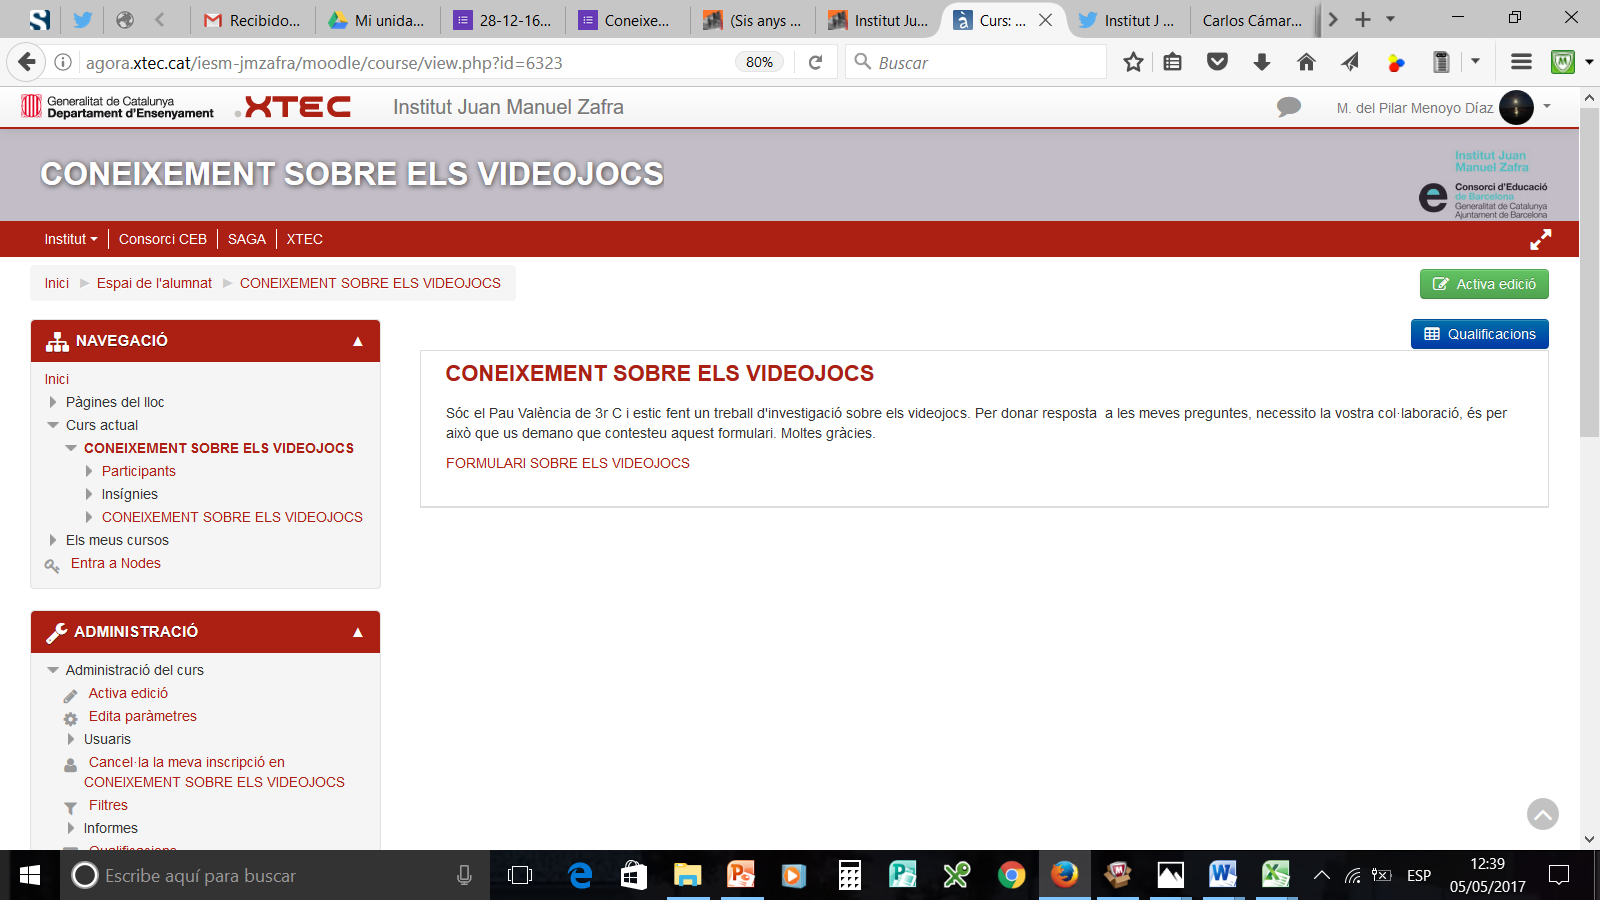 Recibido...
Mi unida...
28-12-16...
Coneixe...
(Sis anys ...
Institut Ju...
Curs: ...
Institut J ...
Carlos Cámar...
agora.xtec.cat/iesm-jmzafra/moodle/course/view.php?id=6323
80%
Buscar
Generalitat de Catalunya
Departament d'Ensenyament
XTEC
Institut Juan Manuel Zafra
M. del Pilar Menoyo Díaz
CONEIXEMENT SOBRE ELS VIDEOJOCS
Institut Juan
Manuel Zafra
Consorci d'Educació
de Barcelona
Generalitat de Catalunya
Ajuntament de Barcelona
Institut
Consorci CEB
SAGA
XTEC
Inici
Espai de l'alumnat
CONEIXEMENT SOBRE ELS VIDEOJOCS
Activa edició
NAVEGACIÓ
Inici
Pàgines del lloc
Curs actual
CONEIXEMENT SOBRE ELS VIDEOJOCS
Participants
Insígnies
CONEIXEMENT SOBRE ELS VIDEOJOCS
Els meus cursos
Entra a Nodes
Qualificacions
CONEIXEMENT SOBRE ELS VIDEOJOCS
Sóc el Pau València de 3r C i estic fent un treball d'investigació sobre els videojocs. Per donar resposta  a les meves preguntes, necessito la vostra col·laboració, és per
això que us demano que contesteu aquest formulari. Moltes gràcies.
FORMULARI SOBRE ELS VIDEOJOCS
ADMINISTRACIÓ
Administració del curs
Activa edició
Edita paràmetres
Usuaris
Cancel·la la meva inscripció en
CONEIXEMENT SOBRE ELS VIDEOJOCS
Filtres
Informes
Qualificacions
Escribe aquí para buscar
ESP
12:39
05/05/2017